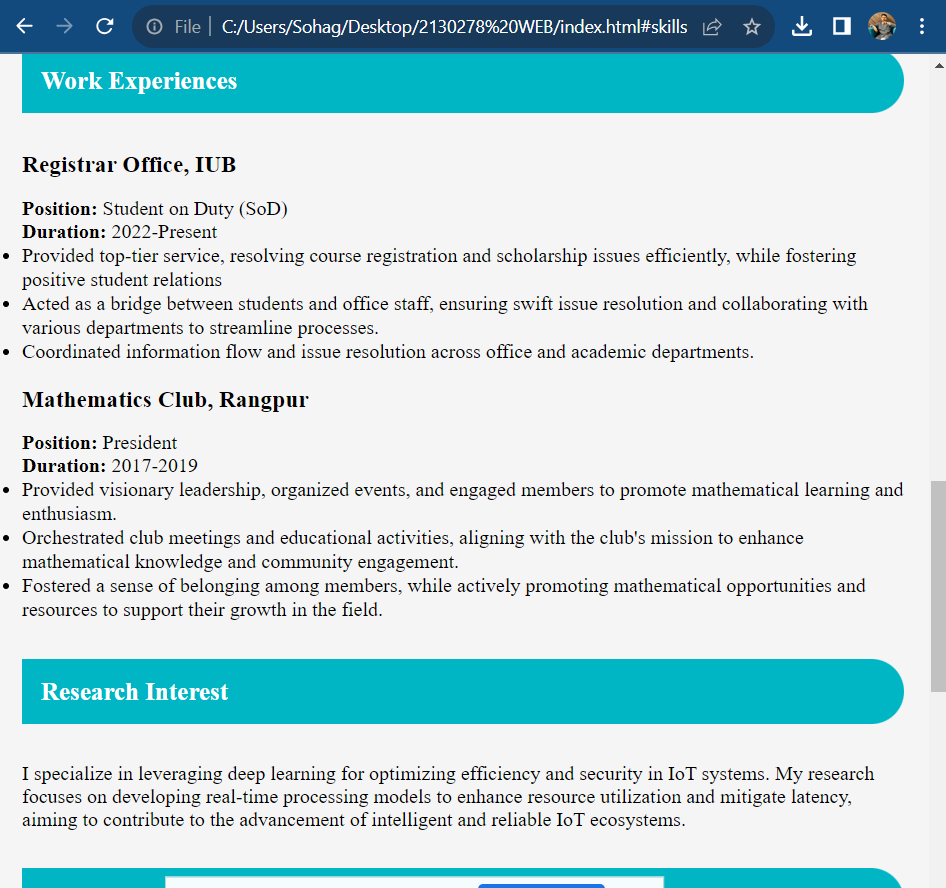 File | C:/Users/Sohag/Desktop/2130278%20WEB/index.html#skills
Work Experiences
Registrar Office, IUB
Position: Student on Duty (SoD)
Duration: 2022-Present
• Provided top-tier service, resolving course registration and scholarship issues efficiently, while fostering
positive student relations
• Acted as a bridge between students and office staff, ensuring swift issue resolution and collaborating with
various departments to streamline processes.
• Coordinated information flow and issue resolution across office and academic departments.
Mathematics Club, Rangpur
Position: President
Duration: 2017-2019
• Provided visionary leadership, organized events, and engaged members to promote mathematical learning and
enthusiasm.
• Orchestrated club meetings and educational activities, aligning with the club's mission to enhance
mathematical knowledge and community engagement.
• Fostered a sense of belonging among members, while actively promoting mathematical opportunities and
resources to support their growth in the field.
Research Interest
I specialize in leveraging deep learning for optimizing efficiency and security in IoT systems. My research
focuses on developing real-time processing models to enhance resource utilization and mitigate latency,
aiming to contribute to the advancement of intelligent and reliable IoT ecosystems.